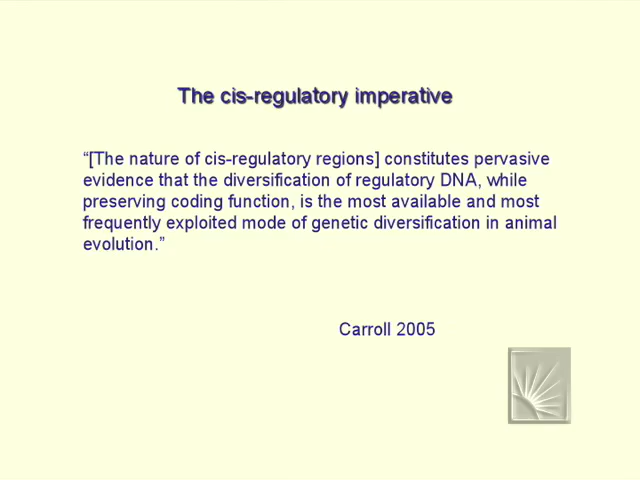 The cis-regulatory imperative
“[The nature of cis-regulatory regions] constitutes pervasive
evidence that the diversification of regulatory DNA, while
preserving coding function, is the most available and most
frequently exploited mode of genetic diversification in animal
evolution.”
Carroll 2005